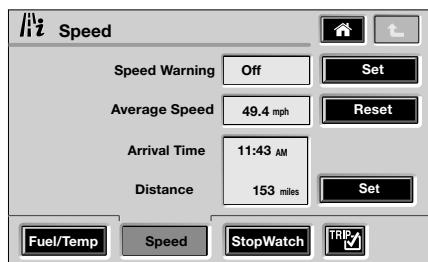 i Speed
Speed Warning Off Set
Average Speed 49.4 mph Reset
Arrival Time 11:43 AM
Distance 153 miles Set
Fuel/Temp Speed StopWatch TRIP